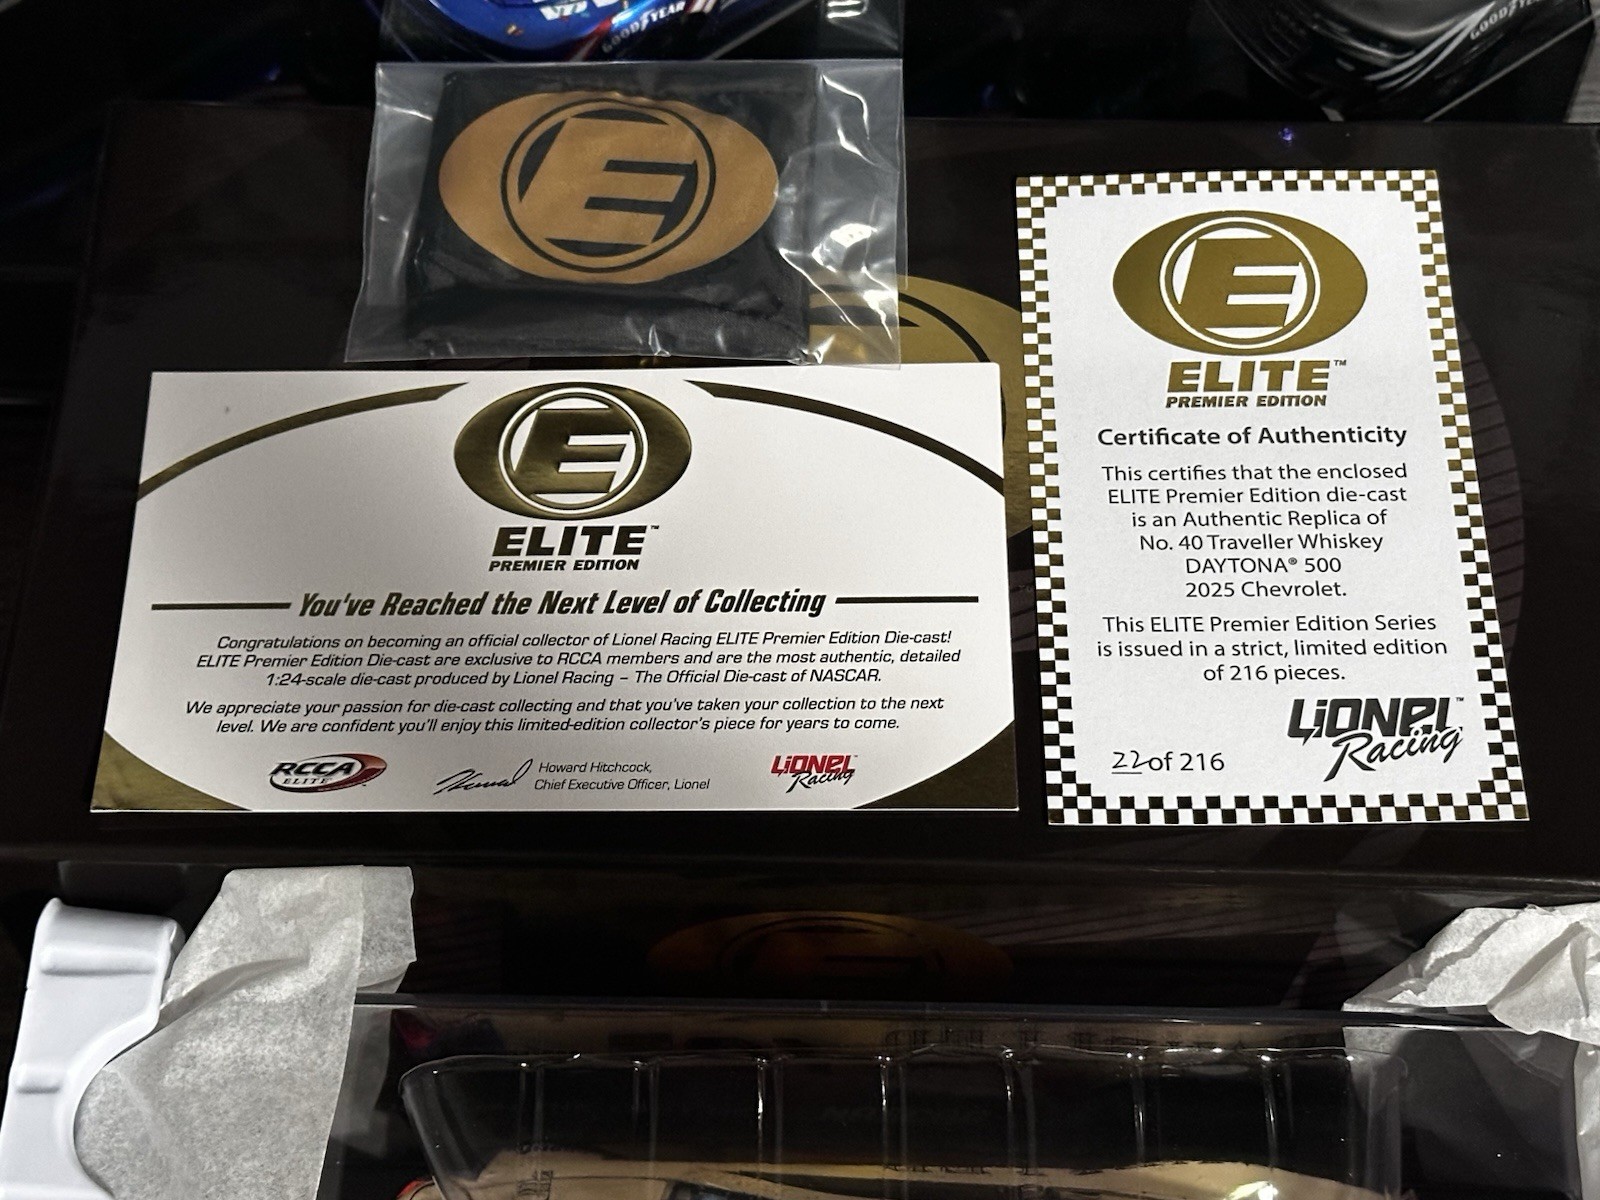 GOODYEAR
GOODYEAR
E
E
ELITE™
PREMIER EDITION
You've Reached the Next Level of Collecting
Congratulations on becoming an official collector of Lionel Racing ELITE Premier Edition Die-cast!
ELITE Premier Edition Die-cast are exclusive to RCCA members and are the most authentic, detailed
1:24-scale die-cast produced by Lionel Racing – The Official Die-cast of NASCAR.
We appreciate your passion for die-cast collecting and that you've taken your collection to the next
level. We are confident you'll enjoy this limited-edition collector's piece for years to come.
RCCA
ELITE
Howard Hitchcock,
Chief Executive Officer, Lionel
LIONEL™
Racing
E
ELITE™
PREMIER EDITION
Certificate of Authenticity
This certifies that the enclosed
ELITE Premier Edition die-cast
is an Authentic Replica of
No. 40 Traveller Whiskey
DAYTONA® 500
2025 Chevrolet.
This ELITE Premier Edition Series
is issued in a strict, limited edition
of 216 pieces.
LIONEL™
Racing
22 of 216